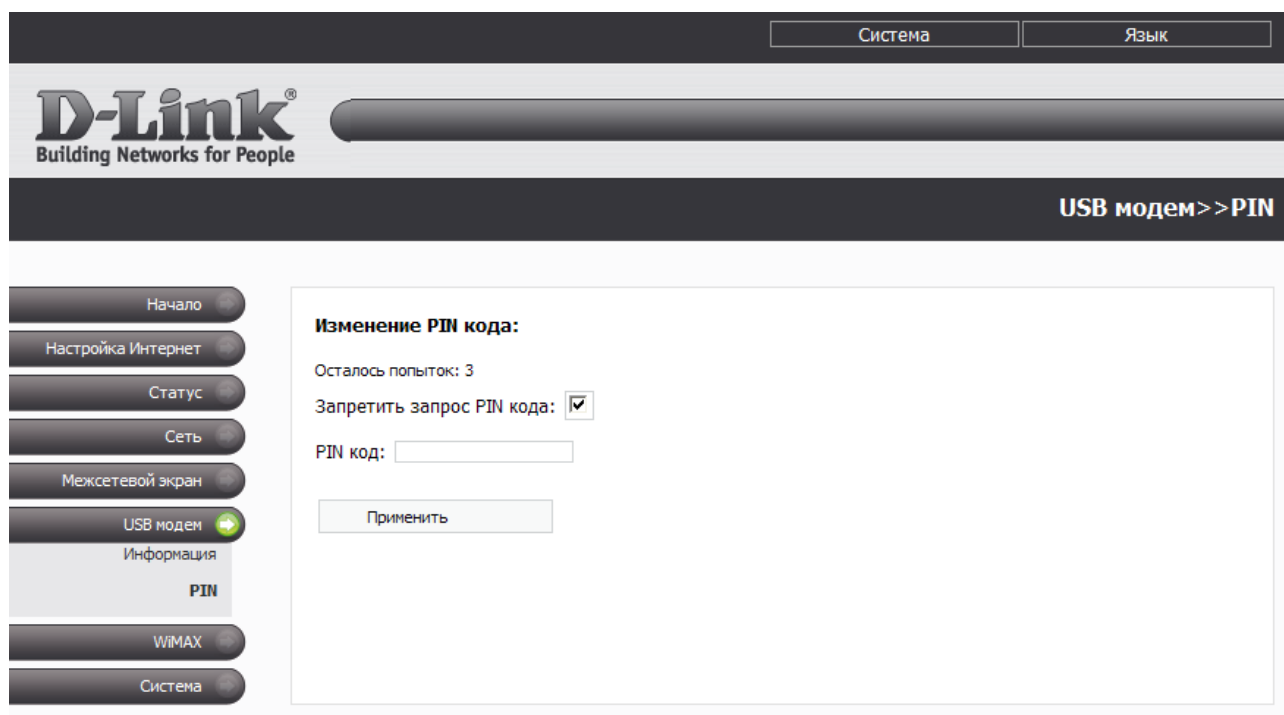 Система Язык
D-Link®
Building Networks for People
USB модем>>PIN
Начало
Настройка Интернет
Статус
Сеть
Межсетевой экран
USB модем
Информация
PIN
WiMAX
Система
Изменение PIN кода:
Осталось попыток: 3
Запретить запрос PIN кода:
PIN код:
Применить